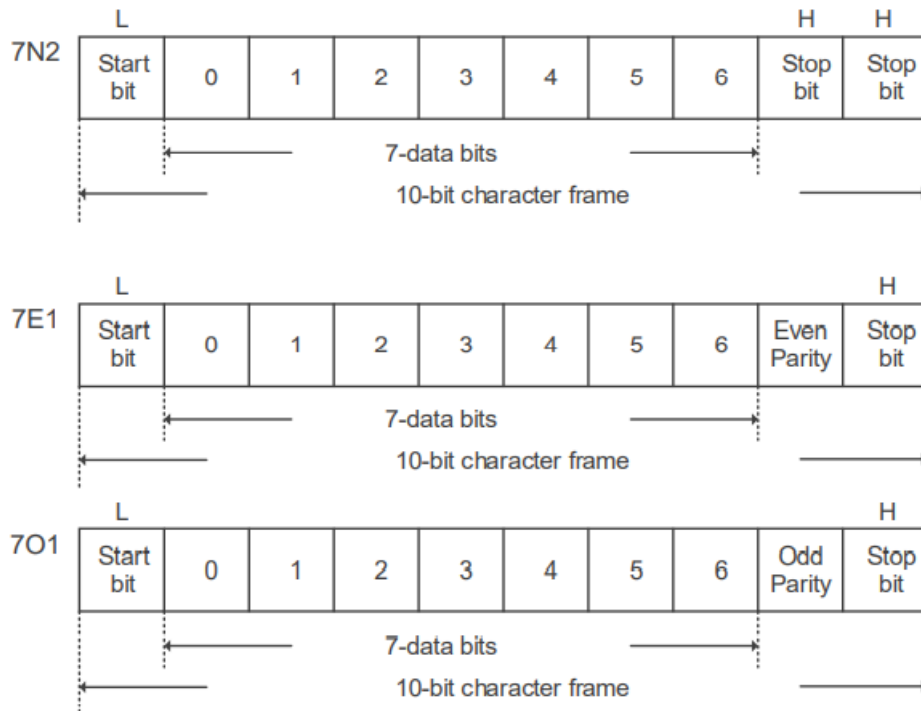 L H H
7N2 Start bit 0 1 2 3 4 5 6 Stop bit Stop bit
7-data bits
10-bit character frame
L H
7E1 Start bit 0 1 2 3 4 5 6 Even Parity Stop bit
7-data bits
10-bit character frame
L H
7O1 Start bit 0 1 2 3 4 5 6 Odd Parity Stop bit
7-data bits
10-bit character frame